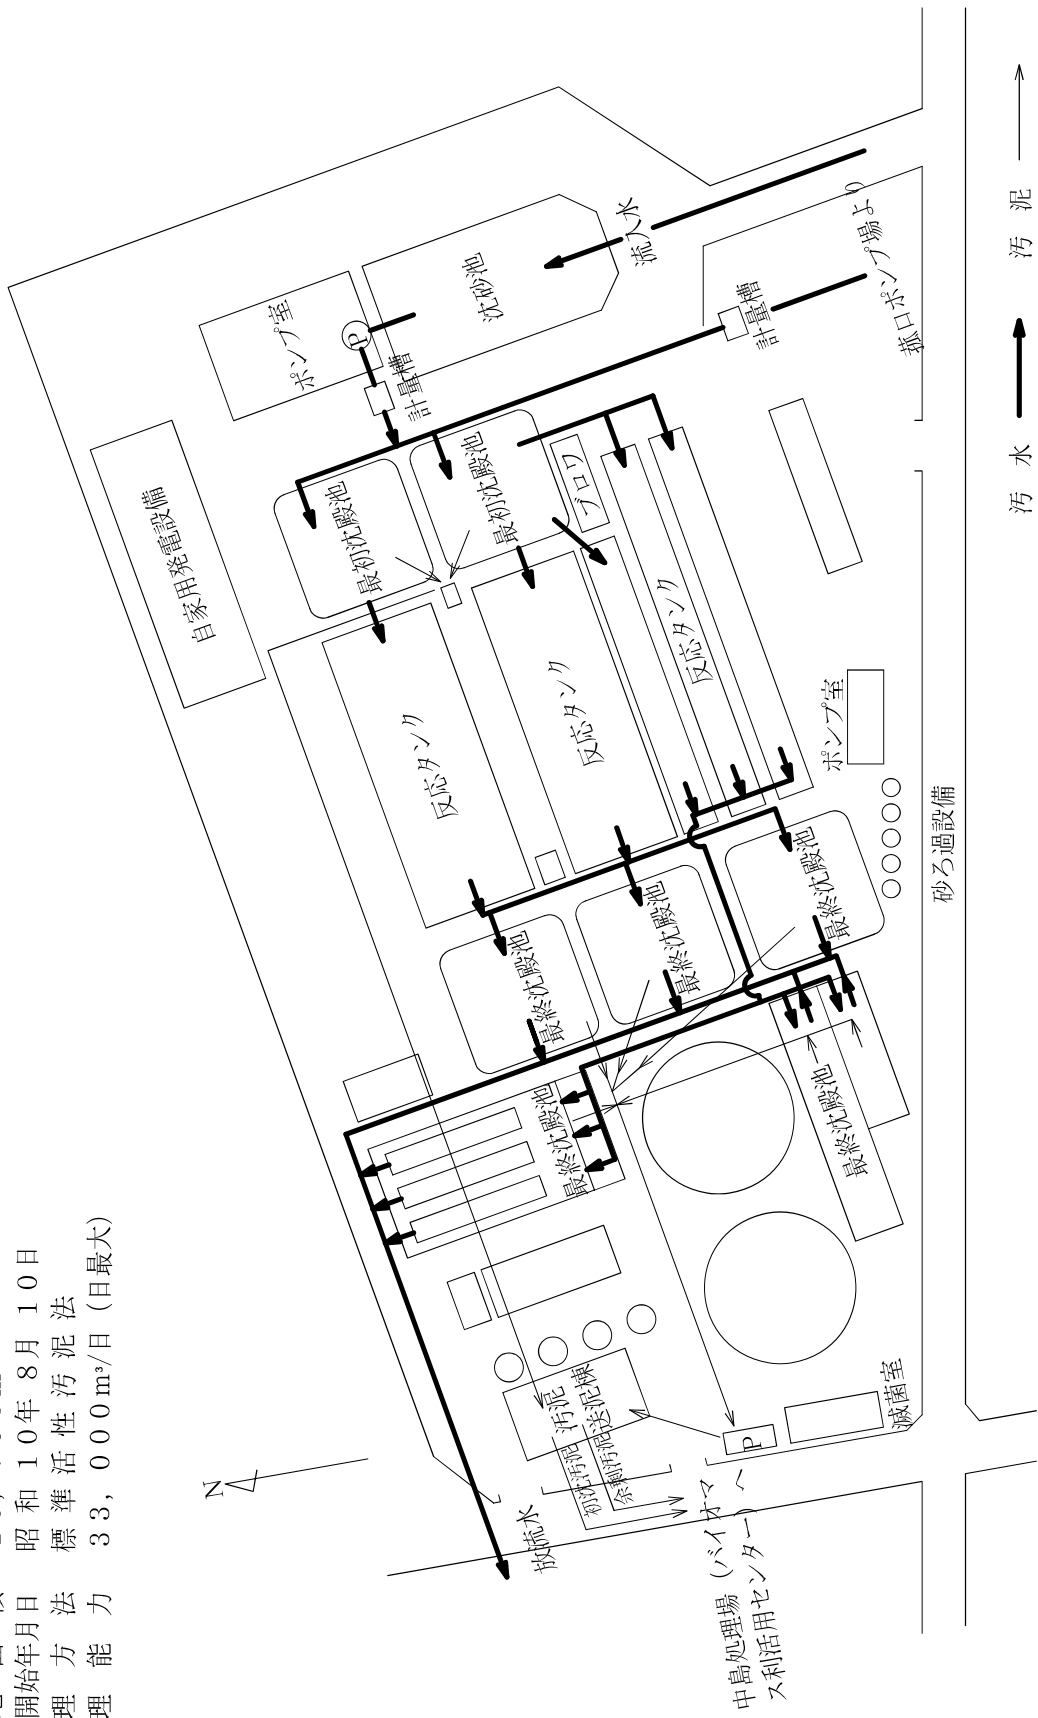 開始年月日 昭和 10年 8月 10日
理 方 法 標 準 活 性 汚 泥 法
理 能 力 33,000m³/日 (日最大)
N
自家用発電設備
ポンプ室
P
計量槽
沈砂池
流入水
計量槽
菰口ポンプ場より
最初沈殿池
最初沈殿池
ブロワ
反応タンク
反応タンク
反応タンク
ポンプ室
砂ろ過設備
最終沈殿池
最終沈殿池
最終沈殿池
最終沈殿池
最終沈殿池
汚泥
送泥棟
初沈汚泥
余剰汚泥
P
滅菌室
放流水
中島処理場(バイオマ
ス利活用センター)へ
汚 水
汚 泥